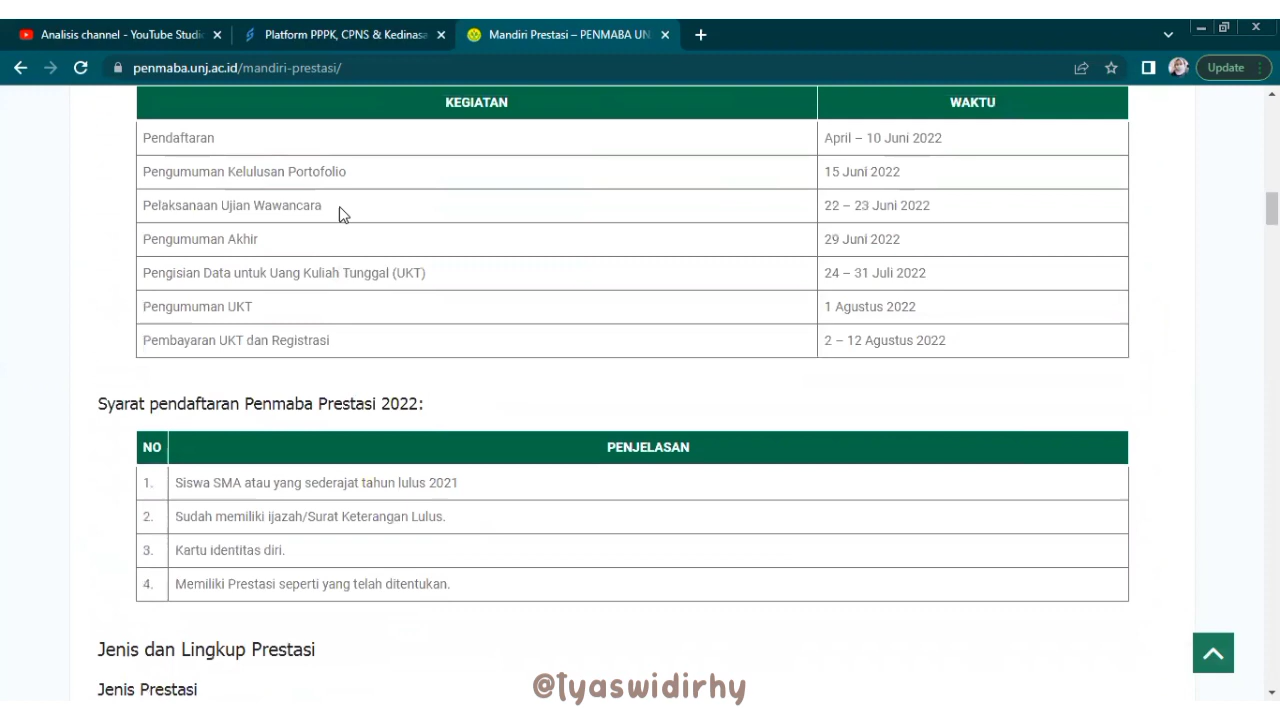 Analisis channel - YouTube Studio
Platform PPPK, CPNS & Kedinasa
Mandiri Prestasi – PENMABA UN
penmaba.unj.ac.id/mandiri-prestasi/
Update
KEGIATAN WAKTU
Pendaftaran April – 10 Juni 2022
Pengumuman Kelulusan Portofolio 15 Juni 2022
Pelaksanaan Ujian Wawancara 22 – 23 Juni 2022
Pengumuman Akhir 29 Juni 2022
Pengisian Data untuk Uang Kuliah Tunggal (UKT) 24 – 31 Juli 2022
Pengumuman UKT 1 Agustus 2022
Pembayaran UKT dan Registrasi 2 – 12 Agustus 2022
Syarat pendaftaran Penmaba Prestasi 2022:
NO PENJELASAN
1. Siswa SMA atau yang sederajat tahun lulus 2021
2. Sudah memiliki ijazah/Surat Keterangan Lulus.
3. Kartu identitas diri.
4. Memiliki Prestasi seperti yang telah ditentukan.
Jenis dan Lingkup Prestasi
Jenis Prestasi
@tyaswidirhy